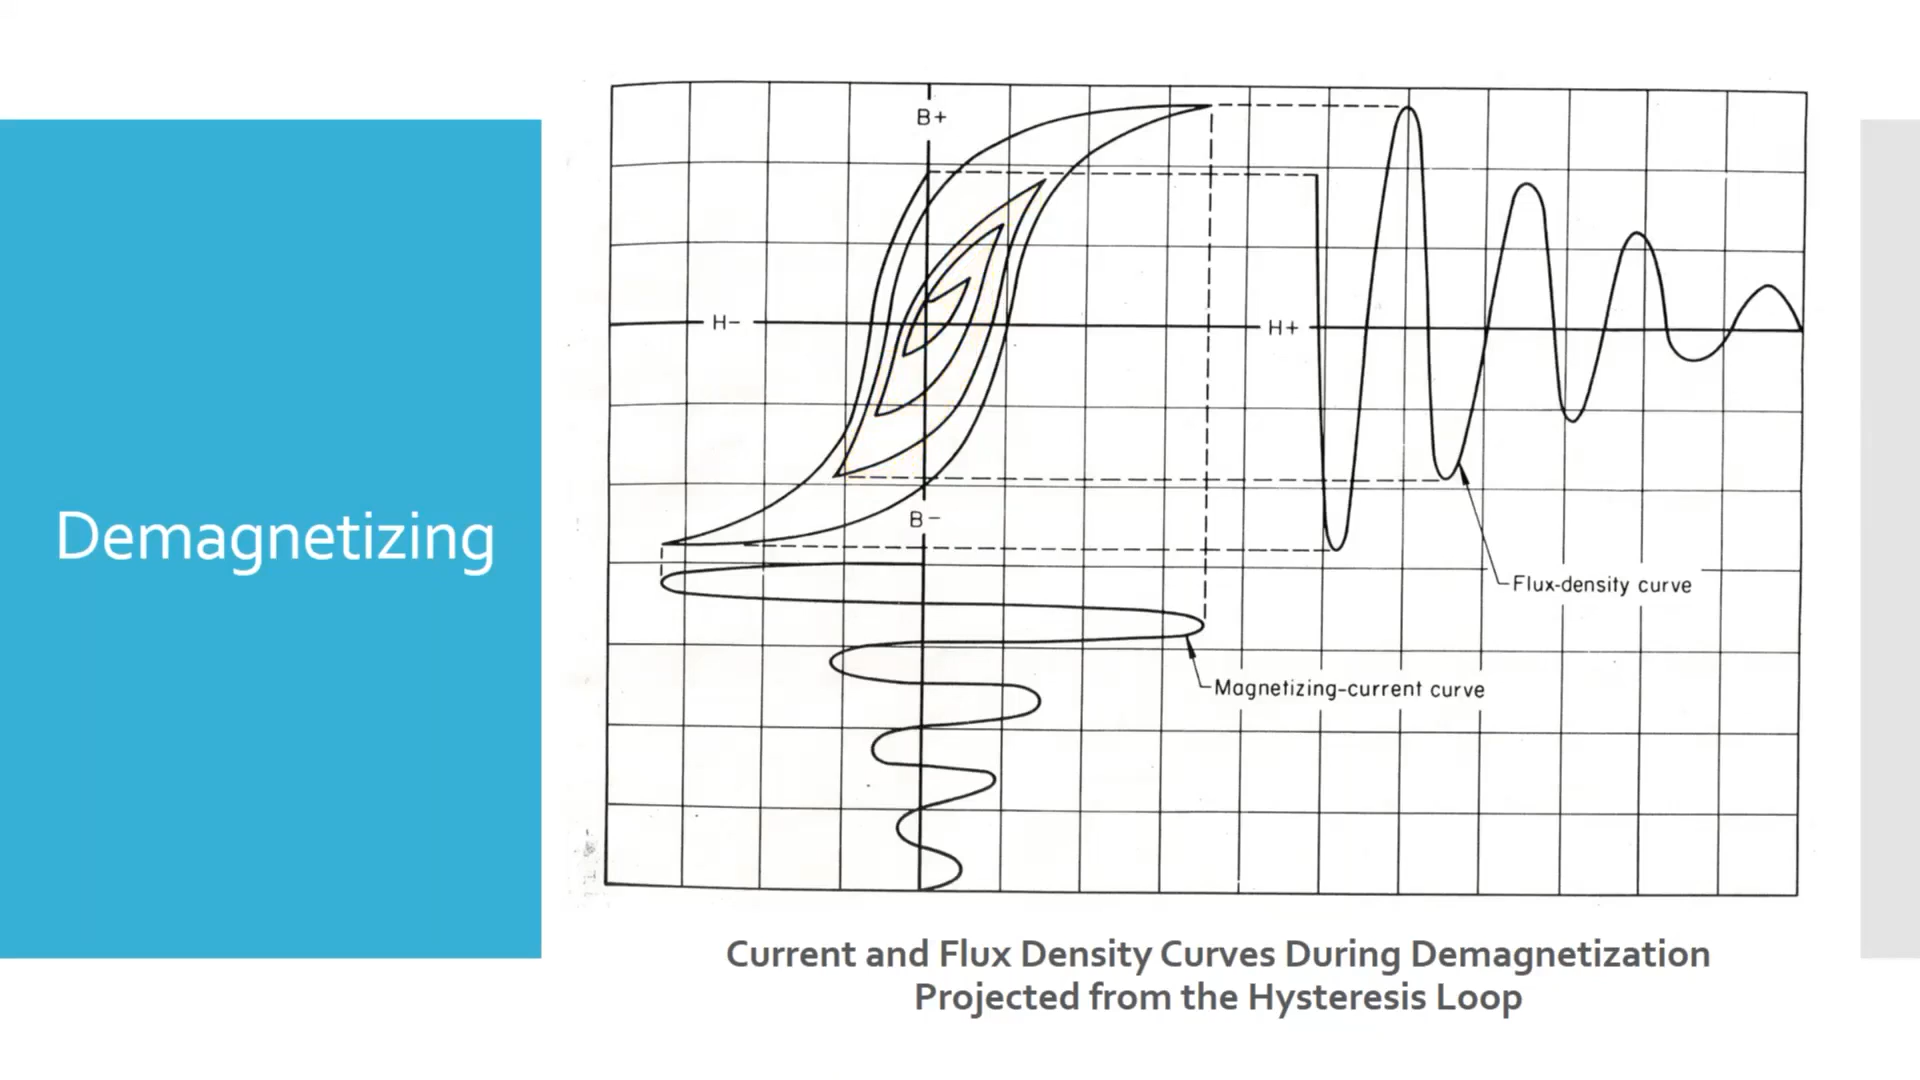 Demagnetizing
B+
H-
H+
B-
Flux-density curve
Magnetizing-current curve
Current and Flux Density Curves During Demagnetization
Projected from the Hysteresis Loop